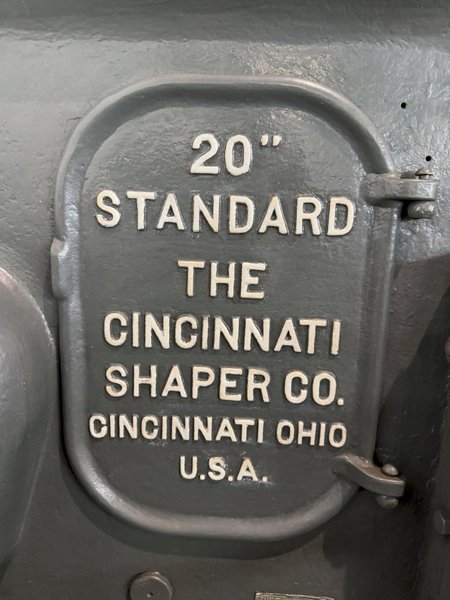 20"
STANDARD
THE
CINCINNATI
SHAPER CO.
CINCINNATI OHIO
U.S.A.